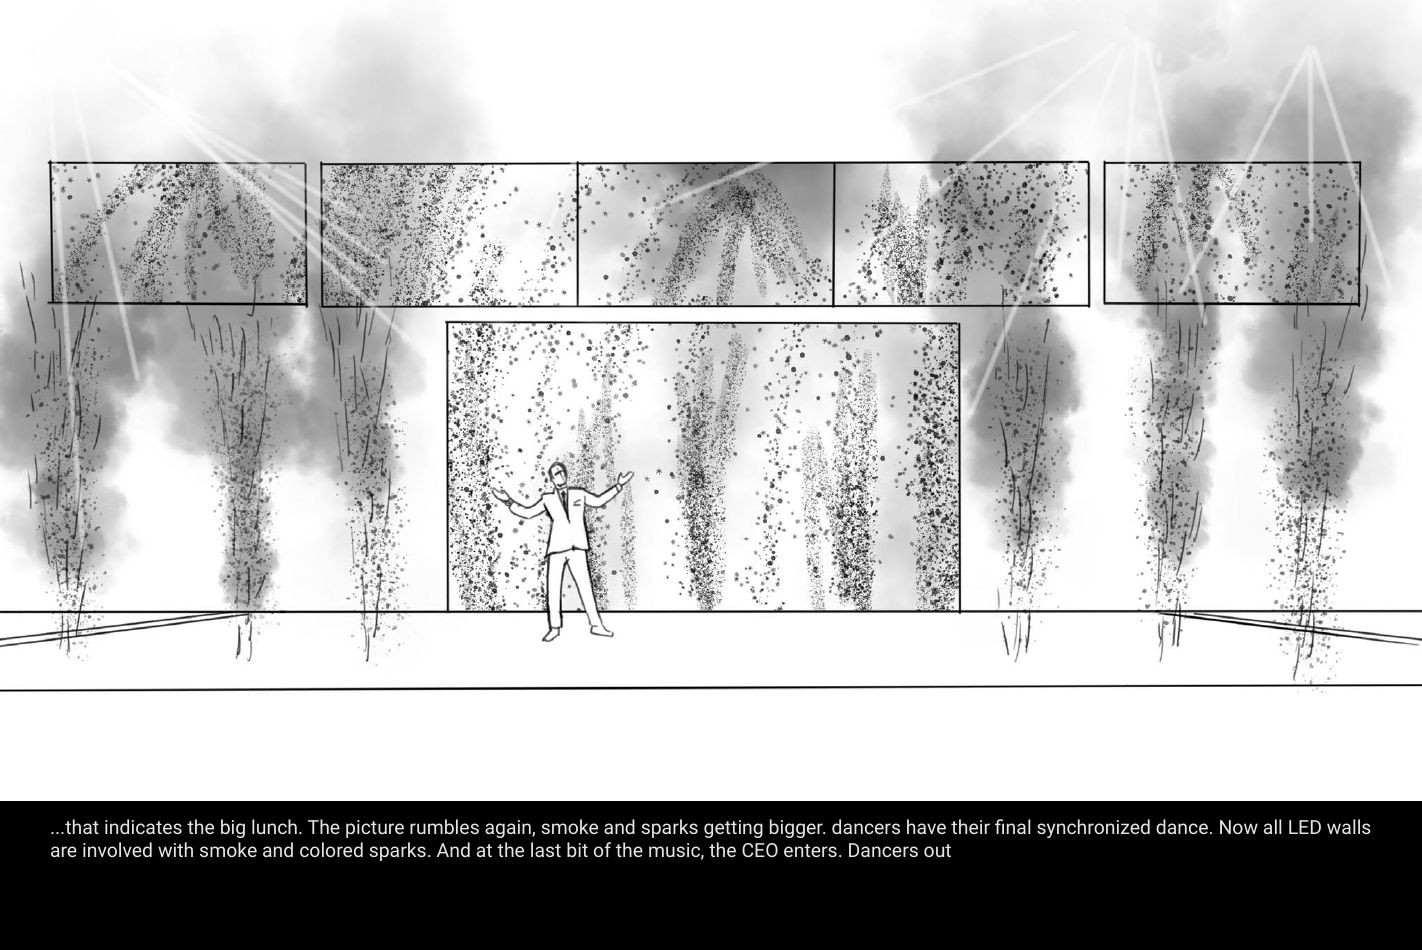 ...that indicates the big lunch. The picture rumbles again, smoke and sparks getting bigger. dancers have their final synchronized dance. Now all LED walls
are involved with smoke and colored sparks. And at the last bit of the music, the CEO enters. Dancers out